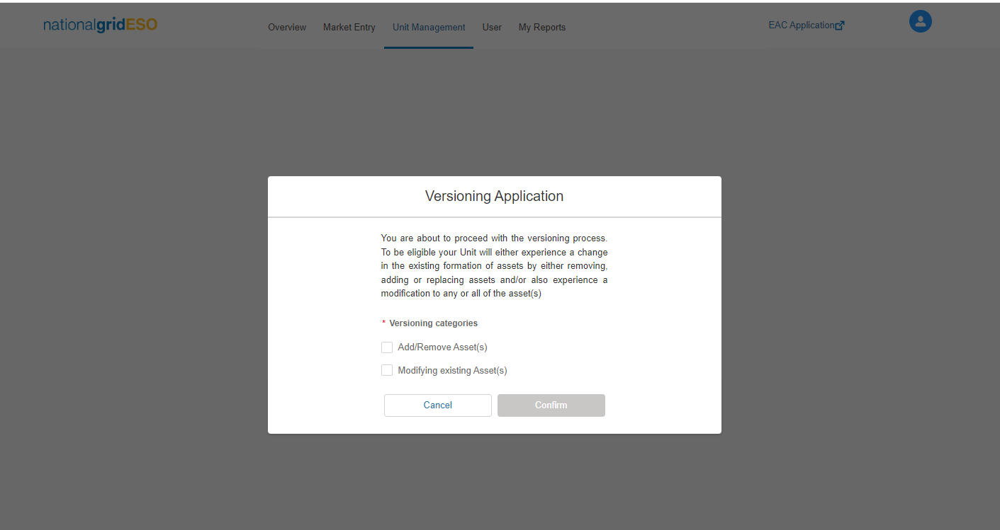 nationalgridESO
Overview Market Entry Unit Management User My Reports
EAC Application
Versioning Application
You are about to proceed with the versioning process.
To be eligible your Unit will either experience a change
in the existing formation of assets by either removing,
adding or replacing assets and/or also experience a
modification to any or all of the asset(s)
* Versioning categories
Add/Remove Asset(s)
Modifying existing Asset(s)
Cancel Confirm